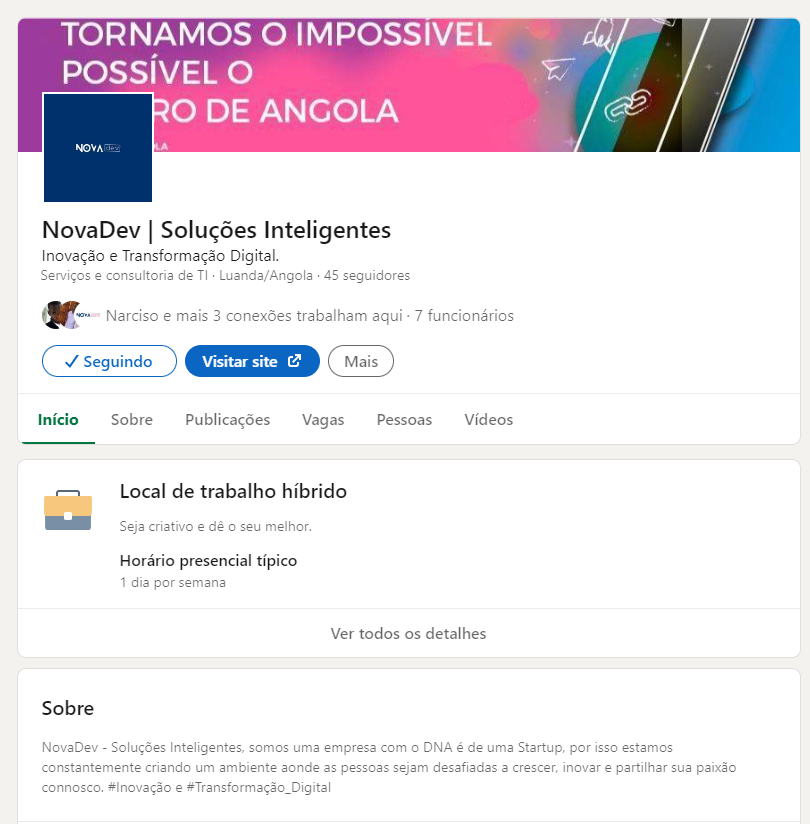 TORNAMOS O IMPOSSÍVEL
POSSÍVEL O
RO DE ANGOLA
NOVA dev
NovaDev | Soluções Inteligentes
Inovação e Transformação Digital.
Serviços e consultoria de TI · Luanda/Angola · 45 seguidores
Narciso e mais 3 conexões trabalham aqui · 7 funcionários
Seguindo
Visitar site
Mais
Início
Sobre
Publicações
Vagas
Pessoas
Vídeos
Local de trabalho híbrido
Seja criativo e dê o seu melhor.
Horário presencial típico
1 dia por semana
Ver todos os detalhes
Sobre
NovaDev - Soluções Inteligentes, somos uma empresa com o DNA é de uma Startup, por isso estamos
constantemente criando um ambiente aonde as pessoas sejam desafiadas a crescer, inovar e partilhar sua paixão
connosco. #Inovação e #Transformação_Digital